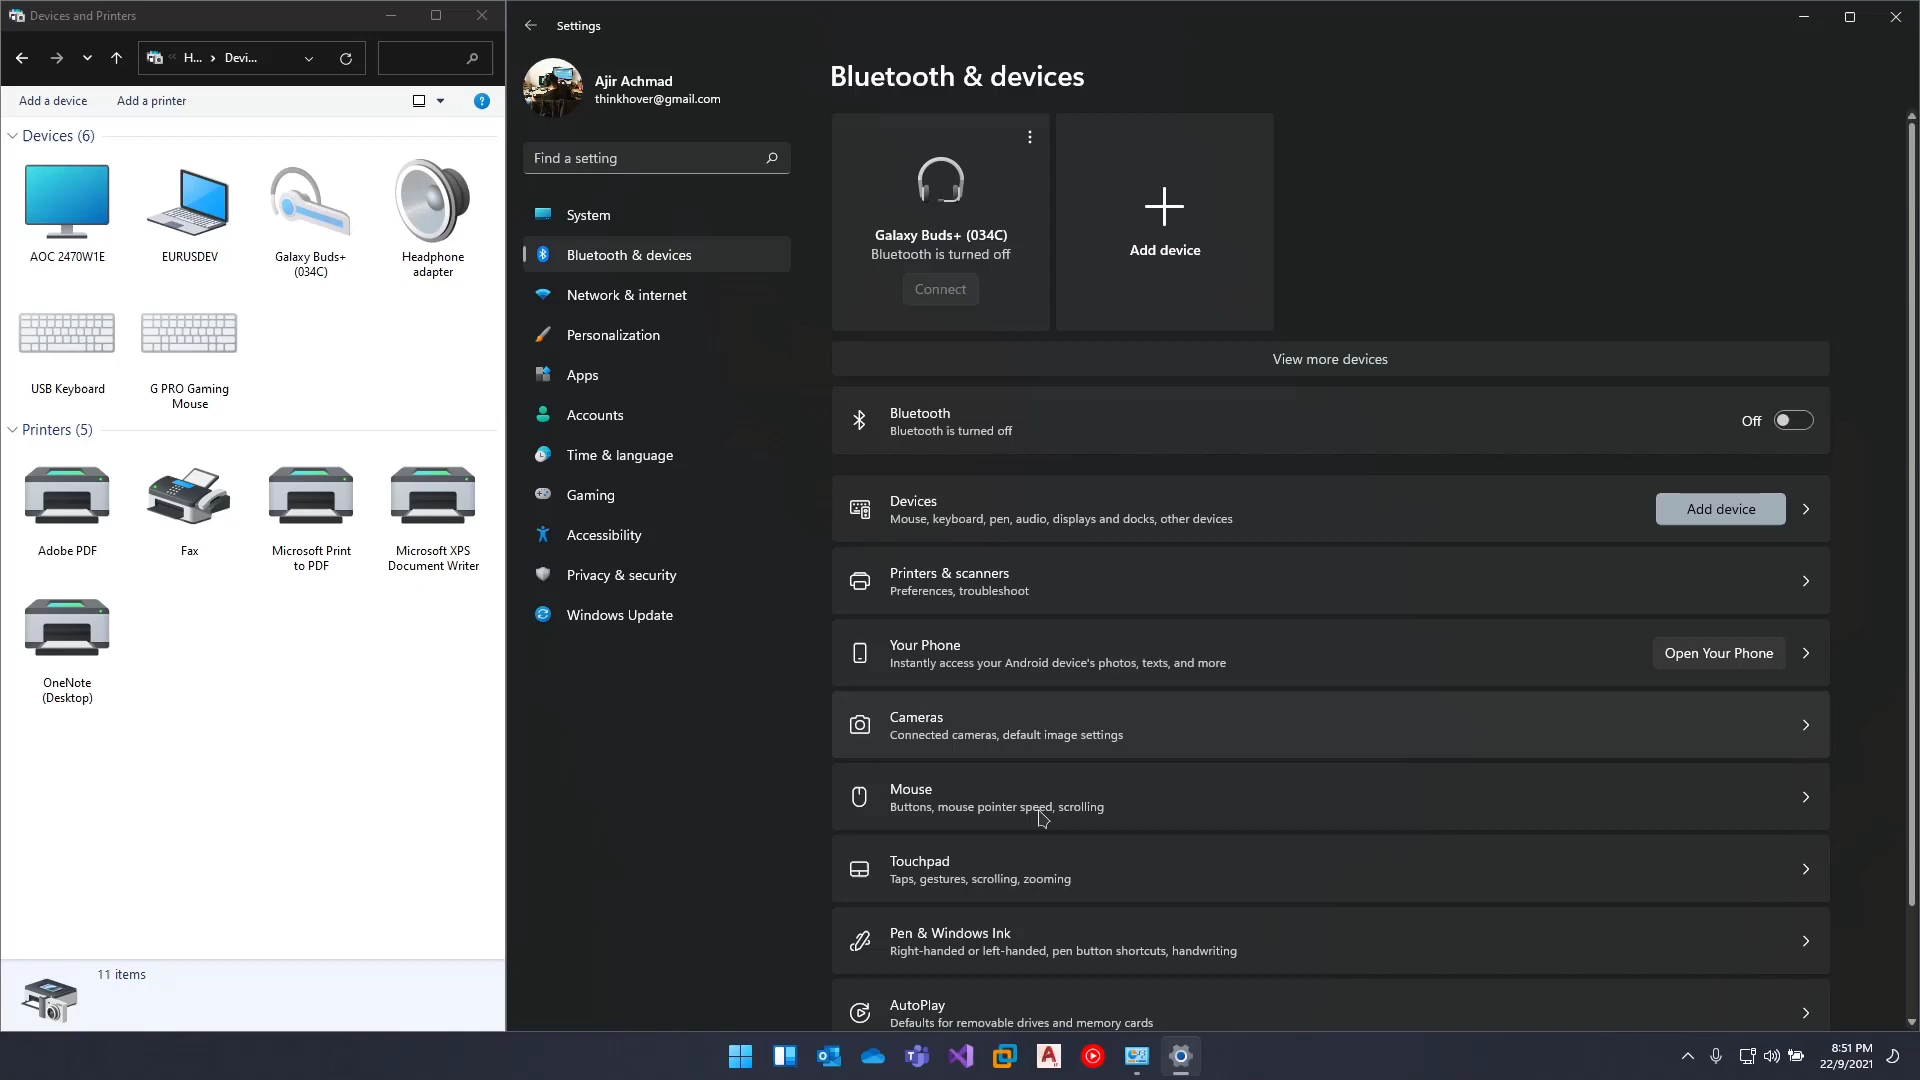 Devices and Printers
H... › Devi...
Add a device
Add a printer
Devices (6)
AOC 2470W1E
EURUSDEV
Galaxy Buds+
(034C)
Headphone
adapter
USB Keyboard
G PRO Gaming
Mouse
Printers (5)
Adobe PDF
Fax
Microsoft Print
to PDF
Microsoft XPS
Document Writer
OneNote
(Desktop)
11 items
Settings
Ajir Achmad
thinkhover@gmail.com
Find a setting
System
Bluetooth & devices
Network & internet
Personalization
Apps
Accounts
Time & language
Gaming
Accessibility
Privacy & security
Windows Update
Bluetooth & devices
Galaxy Buds+ (034C)
Bluetooth is turned off
Connect
Add device
View more devices
Bluetooth
Bluetooth is turned off
Off
Devices
Mouse, keyboard, pen, audio, displays and docks, other devices
Add device
Printers & scanners
Preferences, troubleshoot
Your Phone
Instantly access your Android device's photos, texts, and more
Open Your Phone
Cameras
Connected cameras, default image settings
Mouse
Buttons, mouse pointer speed, scrolling
Touchpad
Taps, gestures, scrolling, zooming
Pen & Windows Ink
Right-handed or left-handed, pen button shortcuts, handwriting
AutoPlay
Defaults for removable drives and memory cards
8:51 PM
22/9/2021